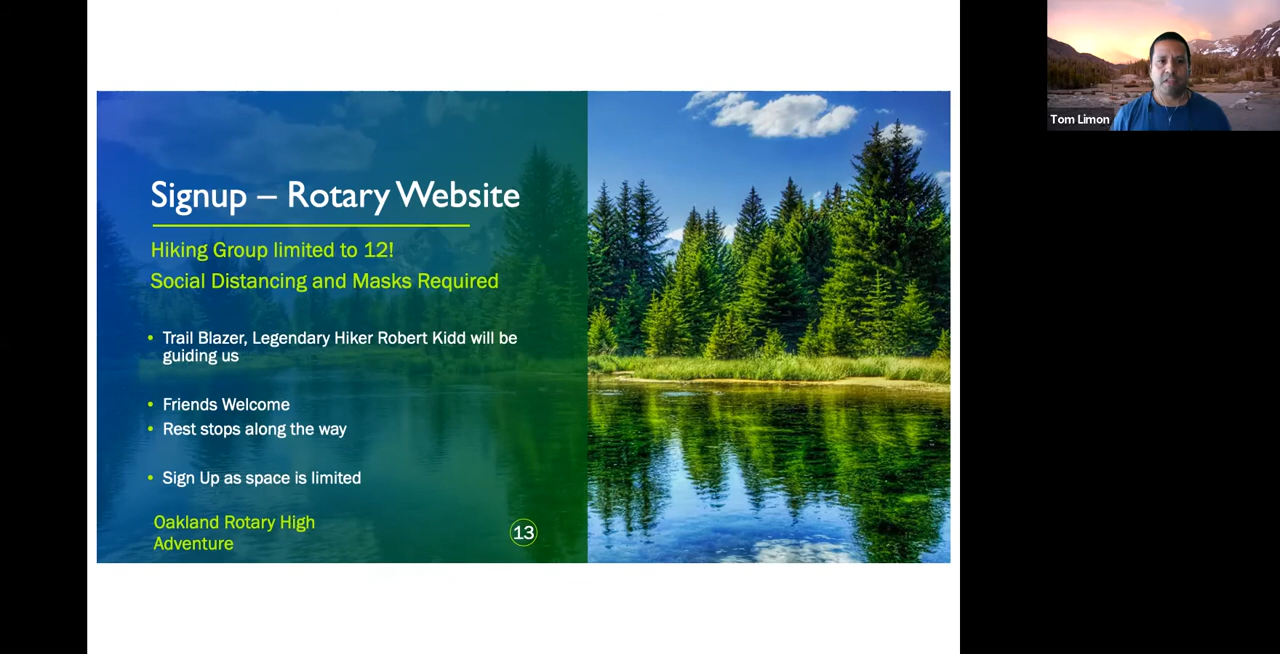 Signup – Rotary Website
Hiking Group limited to 12!
Social Distancing and Masks Required
• Trail Blazer, Legendary Hiker Robert Kidd will be
guiding us
• Friends Welcome
• Rest stops along the way
• Sign Up as space is limited
Oakland Rotary High
Adventure
13
Tom Limon